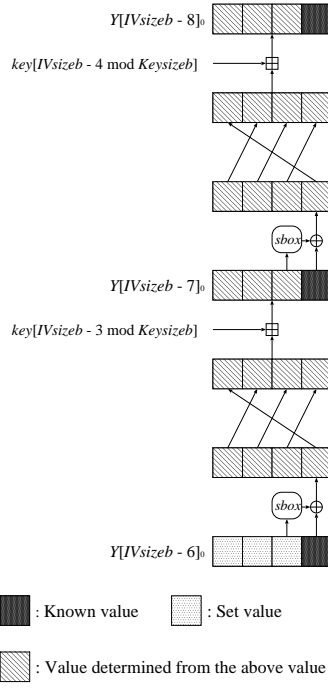 Y[IVsizeb - 8]₀
key[IVsizeb - 4 mod Keysizeb]
sbox
Y[IVsizeb - 7]₀
key[IVsizeb - 3 mod Keysizeb]
sbox
Y[IVsizeb - 6]₀
: Known value : Set value
: Value determined from the above value